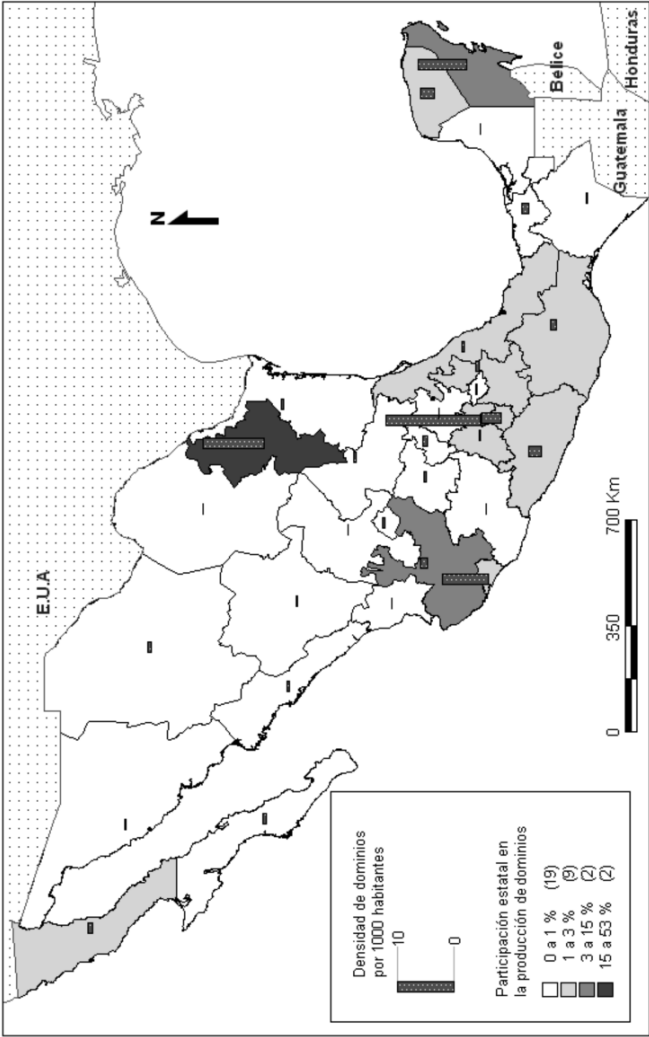 E.U.A
N
Belice
Honduras
Guatemala
0 350 700 Km
Densidad de dominios
por 1000 habitantes
10
0
Participación estatal en
la producción de dominios
0 a 1 % (19)
1 a 3 % (9)
3 a 15 % (2)
15 a 53 % (2)